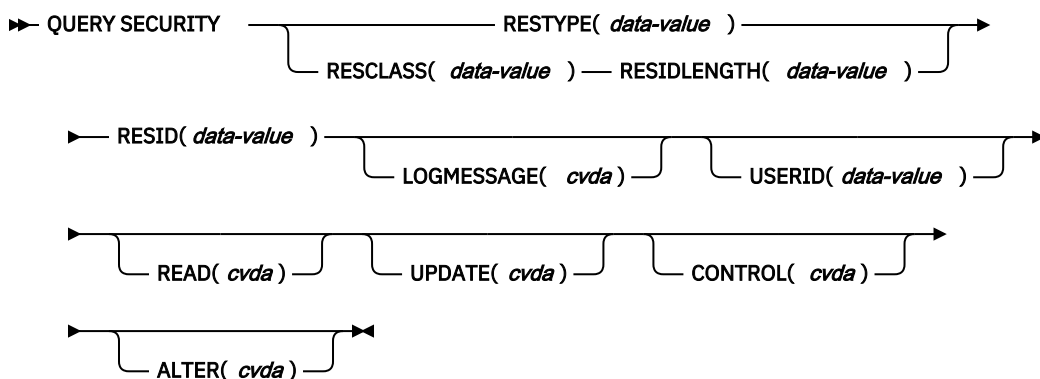 QUERY SECURITY RESTYPE( data-value )
RESCLASS( data-value ) RESIDLENGTH( data-value )
RESID( data-value )
LOGMESSAGE( cvda ) USERID( data-value )
READ( cvda ) UPDATE( cvda ) CONTROL( cvda )
ALTER( cvda )